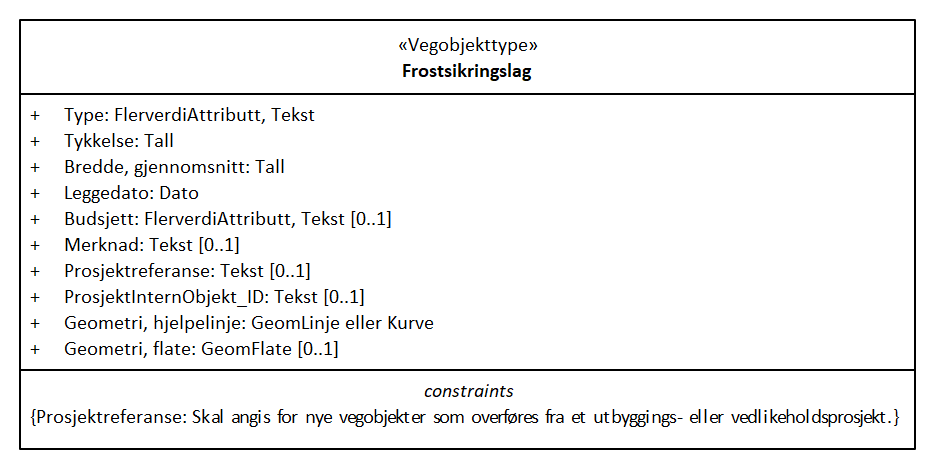 «Vegobjekttype»
Frostsikringslag
+ Type: FlerverdiAttributt, Tekst
+ Tykkelse: Tall
+ Bredde, gjennomsnitt: Tall
+ Leggedato: Dato
+ Budsjett: FlerverdiAttributt, Tekst [0..1]
+ Merknad: Tekst [0..1]
+ Prosjektreferanse: Tekst [0..1]
+ ProsjektInternObjekt_ID: Tekst [0..1]
+ Geometri, hjelpelinje: GeomLinje eller Kurve
+ Geometri, flate: GeomFlate [0..1]
constraints
{Prosjektreferanse: Skal angis for nye vegobjekter som overføres fra et utbyggings- eller vedlikeholdsprosjekt.}